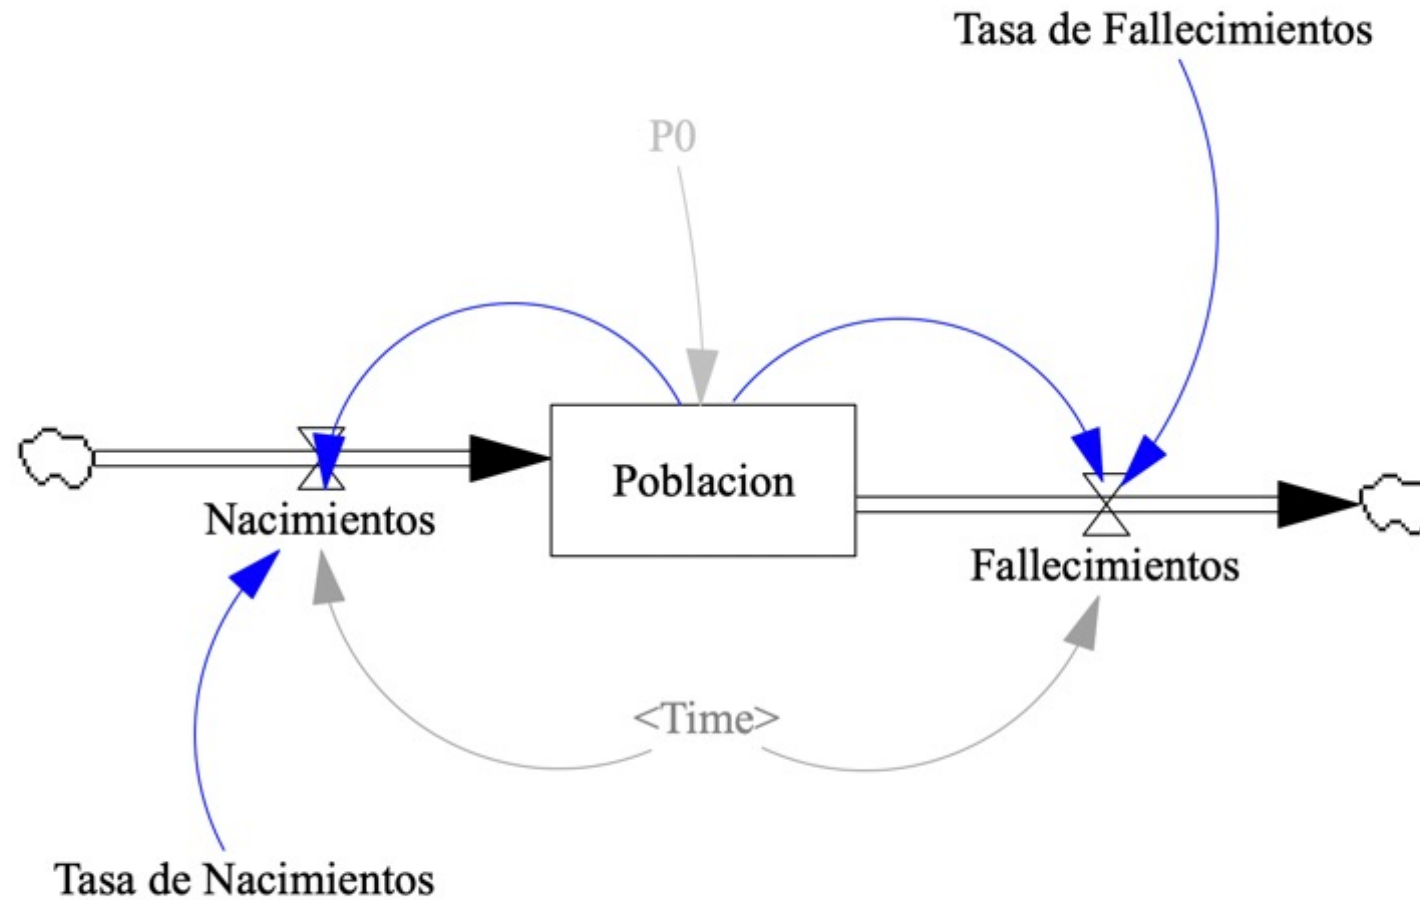 Tasa de Fallecimientos
P0
Poblacion
Nacimientos
Fallecimientos
<Time>
Tasa de Nacimientos